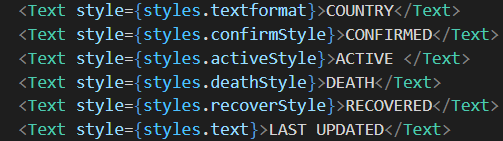 <Text style={styles.textformat}>COUNTRY</Text>
<Text style={styles.confirmStyle}>CONFIRMED</Text>
<Text style={styles.activeStyle}>ACTIVE </Text>
<Text style={styles.deathStyle}>DEATH</Text>
<Text style={styles.recoverStyle}>RECOVERED</Text>
<Text style={styles.text}>LAST UPDATED</Text>